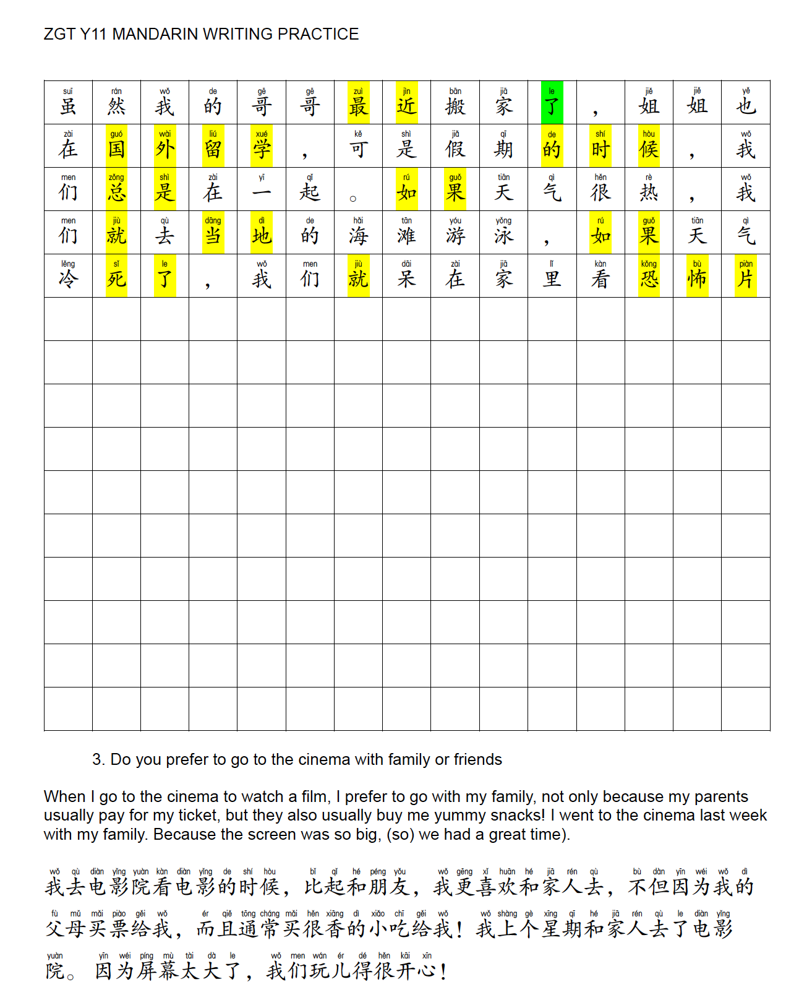 ZGT Y11 MANDARIN WRITING PRACTICE
suī rán wǒ de gē gē zuì jìn bān jiā le jiě jiě yě
虽然我的哥哥最近搬家了，姐姐也
zài guó wài liú xué kě shì jiǎ qī de shí hòu wǒ
在国外留学，可是假期的时候，我
men zǒng shì zài yī qǐ rú guǒ tiān qì hěn rè wǒ
们总是在一起。如果天气很热，我
men jiù qù dāng dì de hǎi tān yóu yǒng rú guǒ tiān qì
们就去当地的海滩游泳，如果天气
lěng sǐ le wǒ men jiù dāi zài jiā lǐ kàn kǒng bù piàn
冷死了，我们就呆在家里看恐怖片
3. Do you prefer to go to the cinema with family or friends
When I go to the cinema to watch a film, I prefer to go with my family, not only because my parents
usually pay for my ticket, but they also usually buy me yummy snacks! I went to the cinema last week
with my family. Because the screen was so big, (so) we had a great time).
wǒ qù diàn yǐng yuàn kàn diàn yǐng de shí hòu bǐ qǐ hé péng yǒu wǒ gēng xǐ huān hé jiā rén qù bù dàn yīn wéi wǒ dì
我去电影院看电影的时候，比起和朋友，我更喜欢和家人去，不但因为我的
fù mǔ mǎi piào gěi wǒ ér qiě tōng cháng mǎi hěn xiāng dì xiǎo chī gěi wǒ wǒ shàng gè xīng qī hé jiā rén qù le diàn yǐng
父母买票给我，而且通常买很香的小吃给我！我上个星期和家人去了电影
yuàn yīn wéi píng mù tài dà le wǒ men wán ér dé hěn kāi xīn
院。因为屏幕太大了，我们玩儿得很开心！